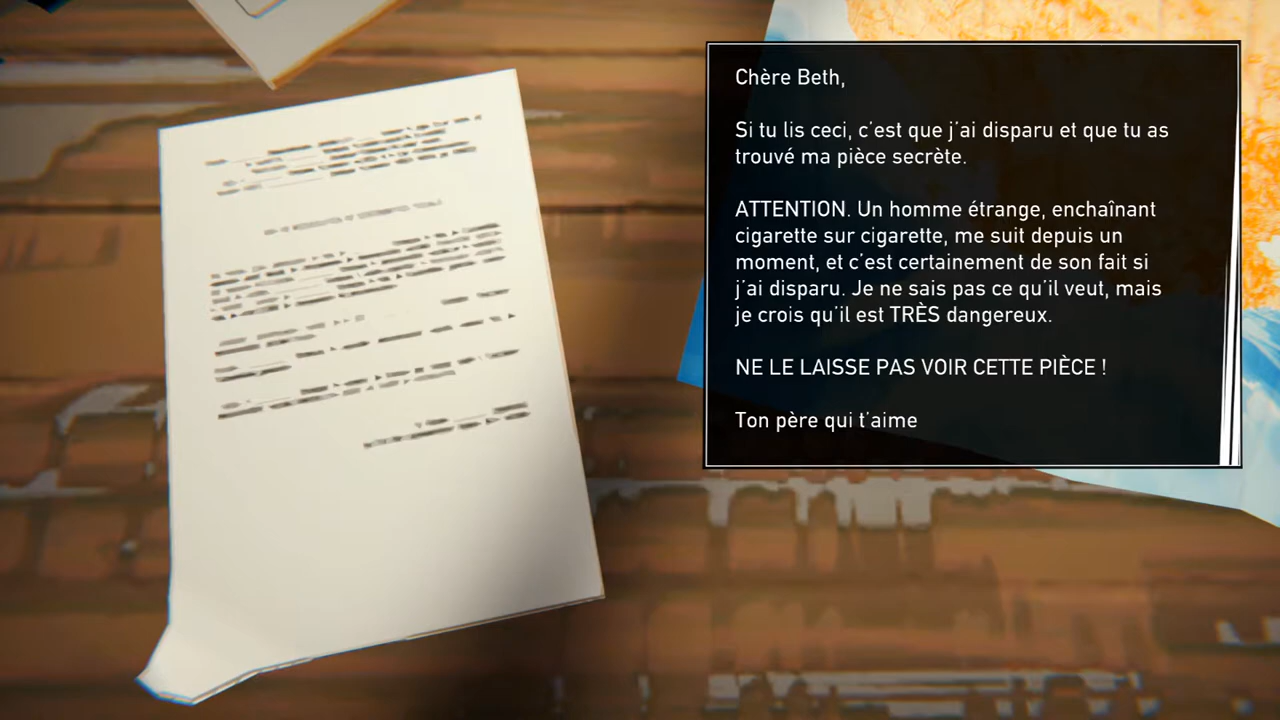 Chère Beth,
Si tu lis ceci, c'est que j'ai disparu et que tu as
trouvé ma pièce secrète.
ATTENTION. Un homme étrange, enchaînant
cigarette sur cigarette, me suit depuis un
moment, et c'est certainement de son fait si
j'ai disparu. Je ne sais pas ce qu'il veut, mais
je crois qu'il est TRÈS dangereux.
NE LE LAISSE PAS VOIR CETTE PIÈCE !
Ton père qui t'aime